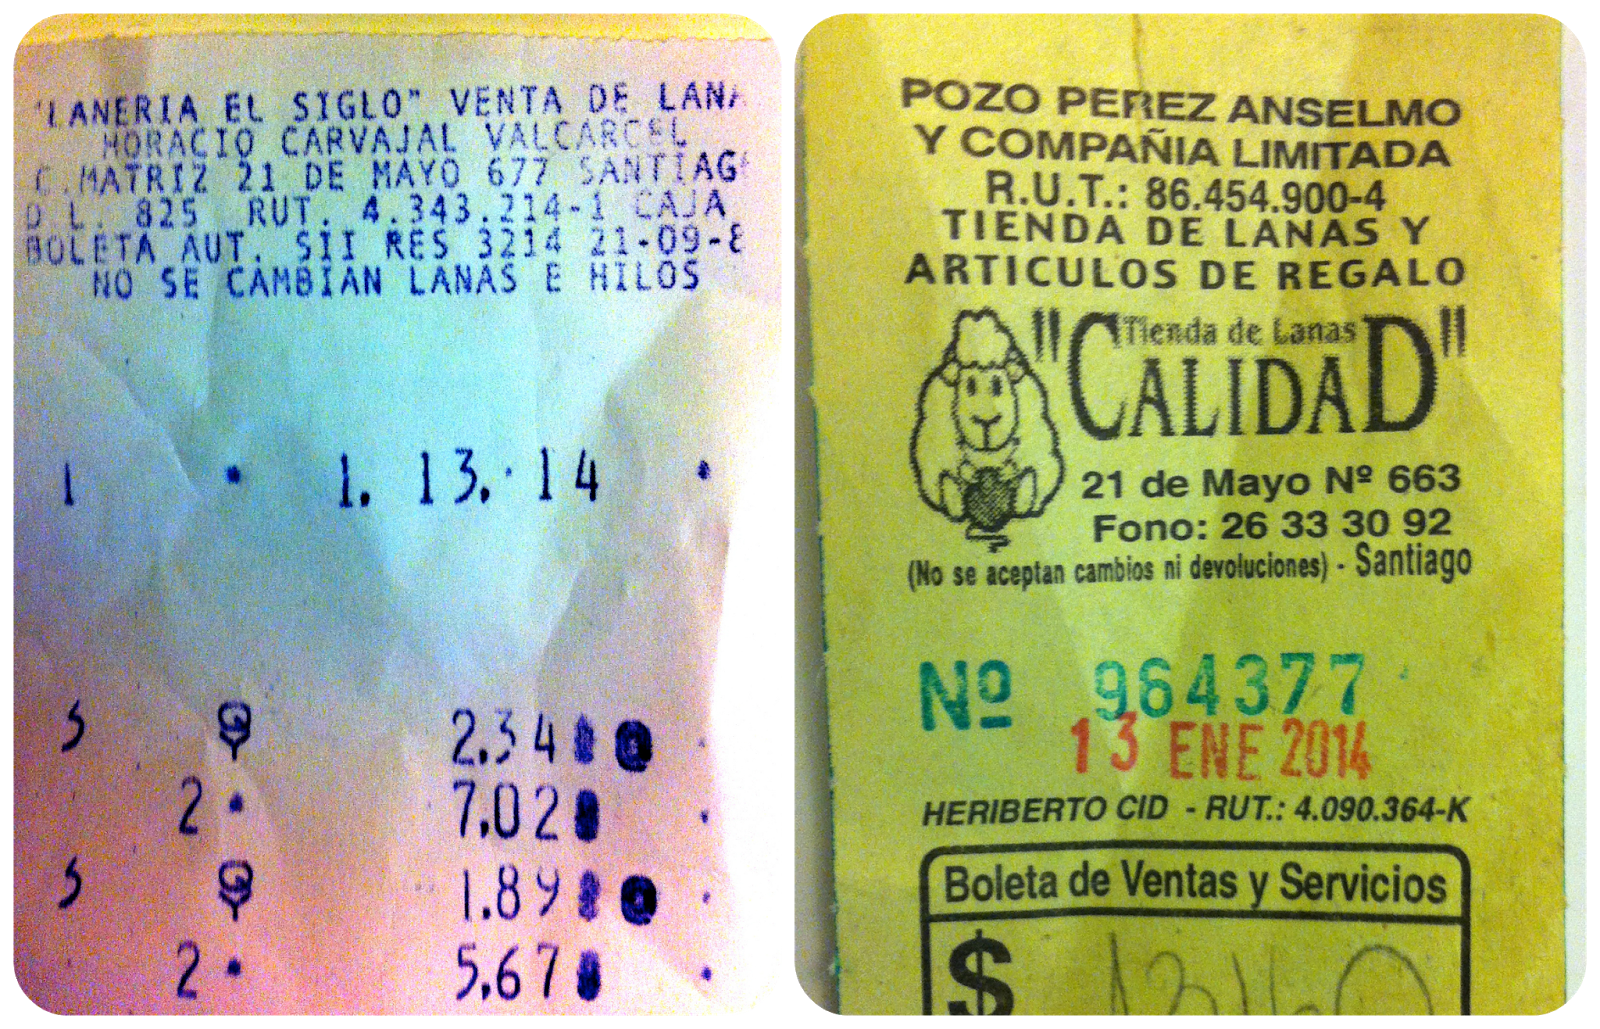 "LANERIA EL SIGLO" VENTA DE LANA
HORACIO CARVAJAL VALCARCEL
C.MATRIZ 21 DE MAYO 677 SANTIAGO
D.L. 825 RUT. 4.343.214-1 CAJA
BOLETA AUT. SII RES 3214 21-09-8
NO SE CAMBIAN LANAS E HILOS
1 • 1. 13. 14 •
2.34
2 • 7.02
1.89
2 • 5.67
POZO PEREZ ANSELMO
Y COMPAÑIA LIMITADA
R.U.T.: 86.454.900-4
TIENDA DE LANAS Y
ARTICULOS DE REGALO
Tienda de Lanas
"CALIDAD"
21 de Mayo Nº 663
Fono: 26 33 30 92
(No se aceptan cambios ni devoluciones) - Santiago
Nº 964377
13 ENE 2014
HERIBERTO CID - RUT.: 4.090.364-K
Boleta de Ventas y Servicios
$